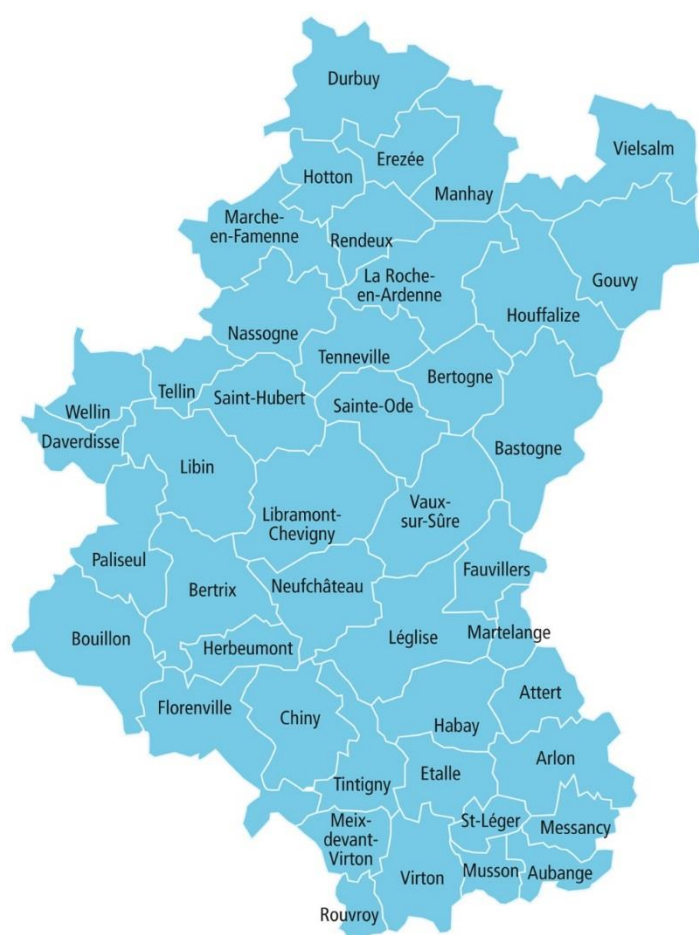 Durbuy
Vielsalm
Erezée
Hotton
Manhay
Marche-
en-Famenne
Rendeux
La Roche-
en-Ardenne
Gouvy
Houffalize
Nassogne
Tenneville
Bertogne
Tellin
Saint-Hubert
Sainte-Ode
Wellin
Daverdisse
Bastogne
Libin
Vaux-
sur-Sûre
Libramont-
Chevigny
Paliseul
Fauvillers
Bertrix
Neufchâteau
Bouillon
Herbeumont
Léglise
Martelange
Attert
Florenville
Chiny
Habay
Arlon
Tintigny
Etalle
Meix-
devant-
Virton
St-Léger
Messancy
Virton
Musson
Aubange
Rouvroy